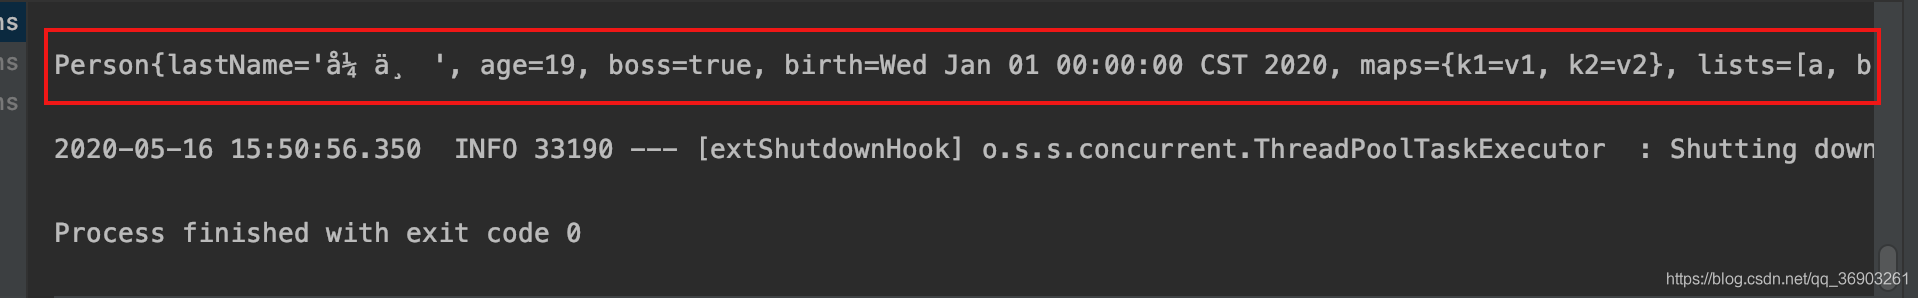 ns
Person{lastName='å¼ ä¸ ', age=19, boss=true, birth=Wed Jan 01 00:00:00 CST 2020, maps={k1=v1, k2=v2}, lists=[a, b
ns
ns
2020-05-16 15:50:56.350  INFO 33190 --- [extShutdownHook] o.s.s.concurrent.ThreadPoolTaskExecutor  : Shutting down
Process finished with exit code 0
https://blog.csdn.net/qq_36903261